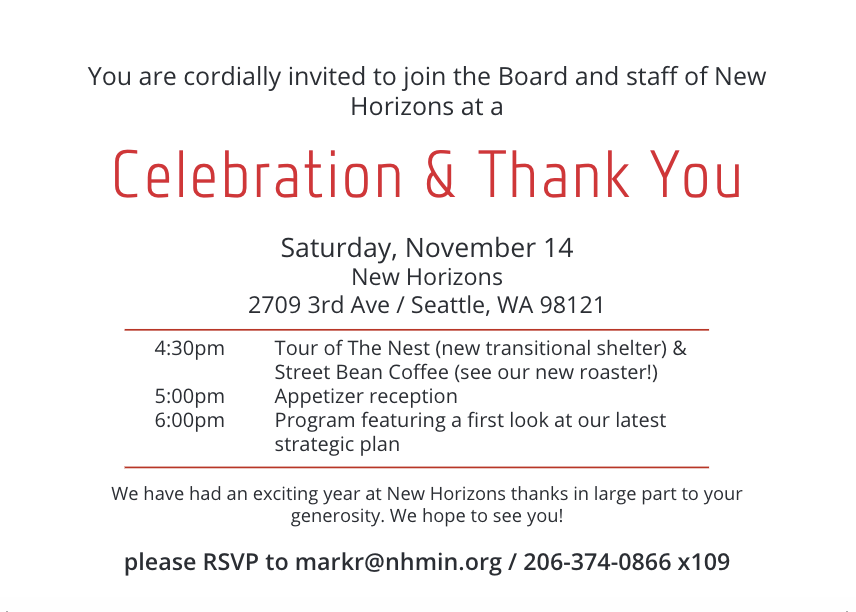 You are cordially invited to join the Board and staff of New
Horizons at a
Celebration & Thank You
Saturday, November 14
New Horizons
2709 3rd Ave / Seattle, WA 98121
4:30pm Tour of The Nest (new transitional shelter) &
Street Bean Coffee (see our new roaster!)
5:00pm Appetizer reception
6:00pm Program featuring a first look at our latest
strategic plan
We have had an exciting year at New Horizons thanks in large part to your
generosity. We hope to see you!
please RSVP to markr@nhmin.org / 206-374-0866 x109